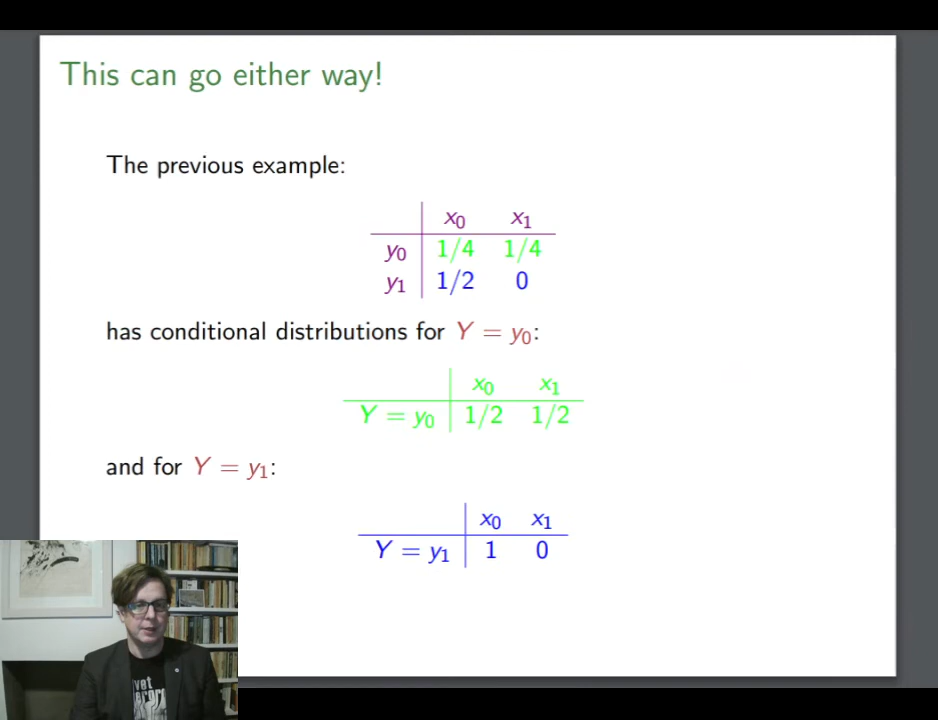 This can go either way!
The previous example:
x₀ x₁
y₀ 1/4 1/4
y₁ 1/2 0
has conditional distributions for Y = y₀:
x₀ x₁
Y = y₀ 1/2 1/2
and for Y = y₁:
x₀ x₁
Y = y₁ 1 0